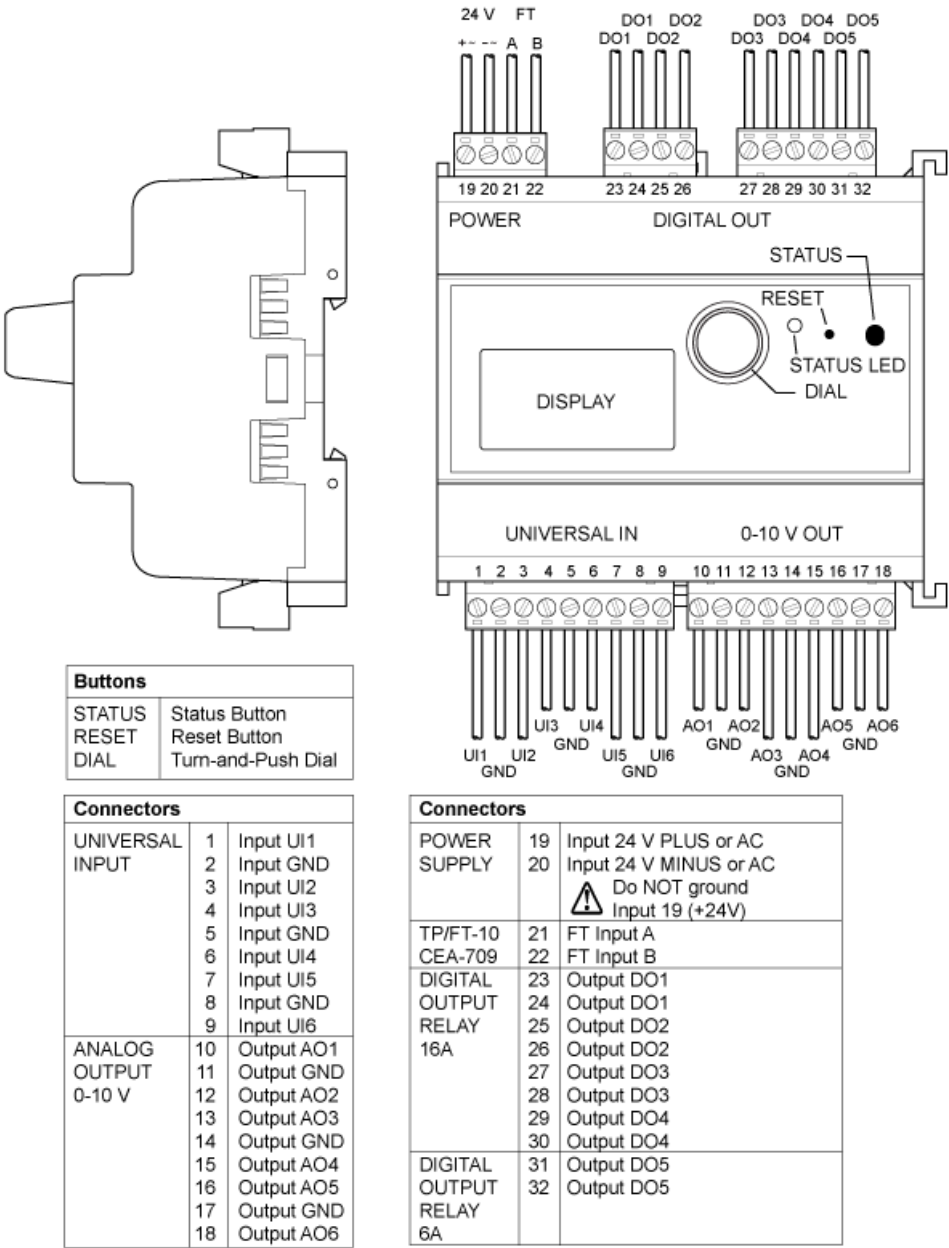 24 V FT
+~ -~ A B
DO1 DO2
DO1 DO2
DO3 DO4 DO5
DO3 DO4 DO5
19 20 21 22
23 24 25 26
27 28 29 30 31 32
POWER
DIGITAL OUT
STATUS
RESET
STATUS LED
DIAL
DISPLAY
UNIVERSAL IN
0-10 V OUT
1 2 3 4 5 6 7 8 9
10 11 12 13 14 15 16 17 18
UI3 UI4
GND
UI1 UI2 UI5 UI6
GND GND
AO1 AO2 AO5 AO6
GND GND
AO3 AO4
GND
Buttons
STATUS Status Button
RESET Reset Button
DIAL Turn-and-Push Dial
Connectors
UNIVERSAL 1 Input UI1
INPUT 2 Input GND
3 Input UI2
4 Input UI3
5 Input GND
6 Input UI4
7 Input UI5
8 Input GND
9 Input UI6
ANALOG 10 Output AO1
OUTPUT 11 Output GND
0-10 V 12 Output AO2
13 Output AO3
14 Output GND
15 Output AO4
16 Output AO5
17 Output GND
18 Output AO6
Connectors
POWER 19 Input 24 V PLUS or AC
SUPPLY 20 Input 24 V MINUS or AC
Do NOT ground
Input 19 (+24V)
TP/FT-10 21 FT Input A
CEA-709 22 FT Input B
DIGITAL 23 Output DO1
OUTPUT 24 Output DO1
RELAY 25 Output DO2
16A 26 Output DO2
27 Output DO3
28 Output DO3
29 Output DO4
30 Output DO4
DIGITAL 31 Output DO5
OUTPUT 32 Output DO5
RELAY
6A